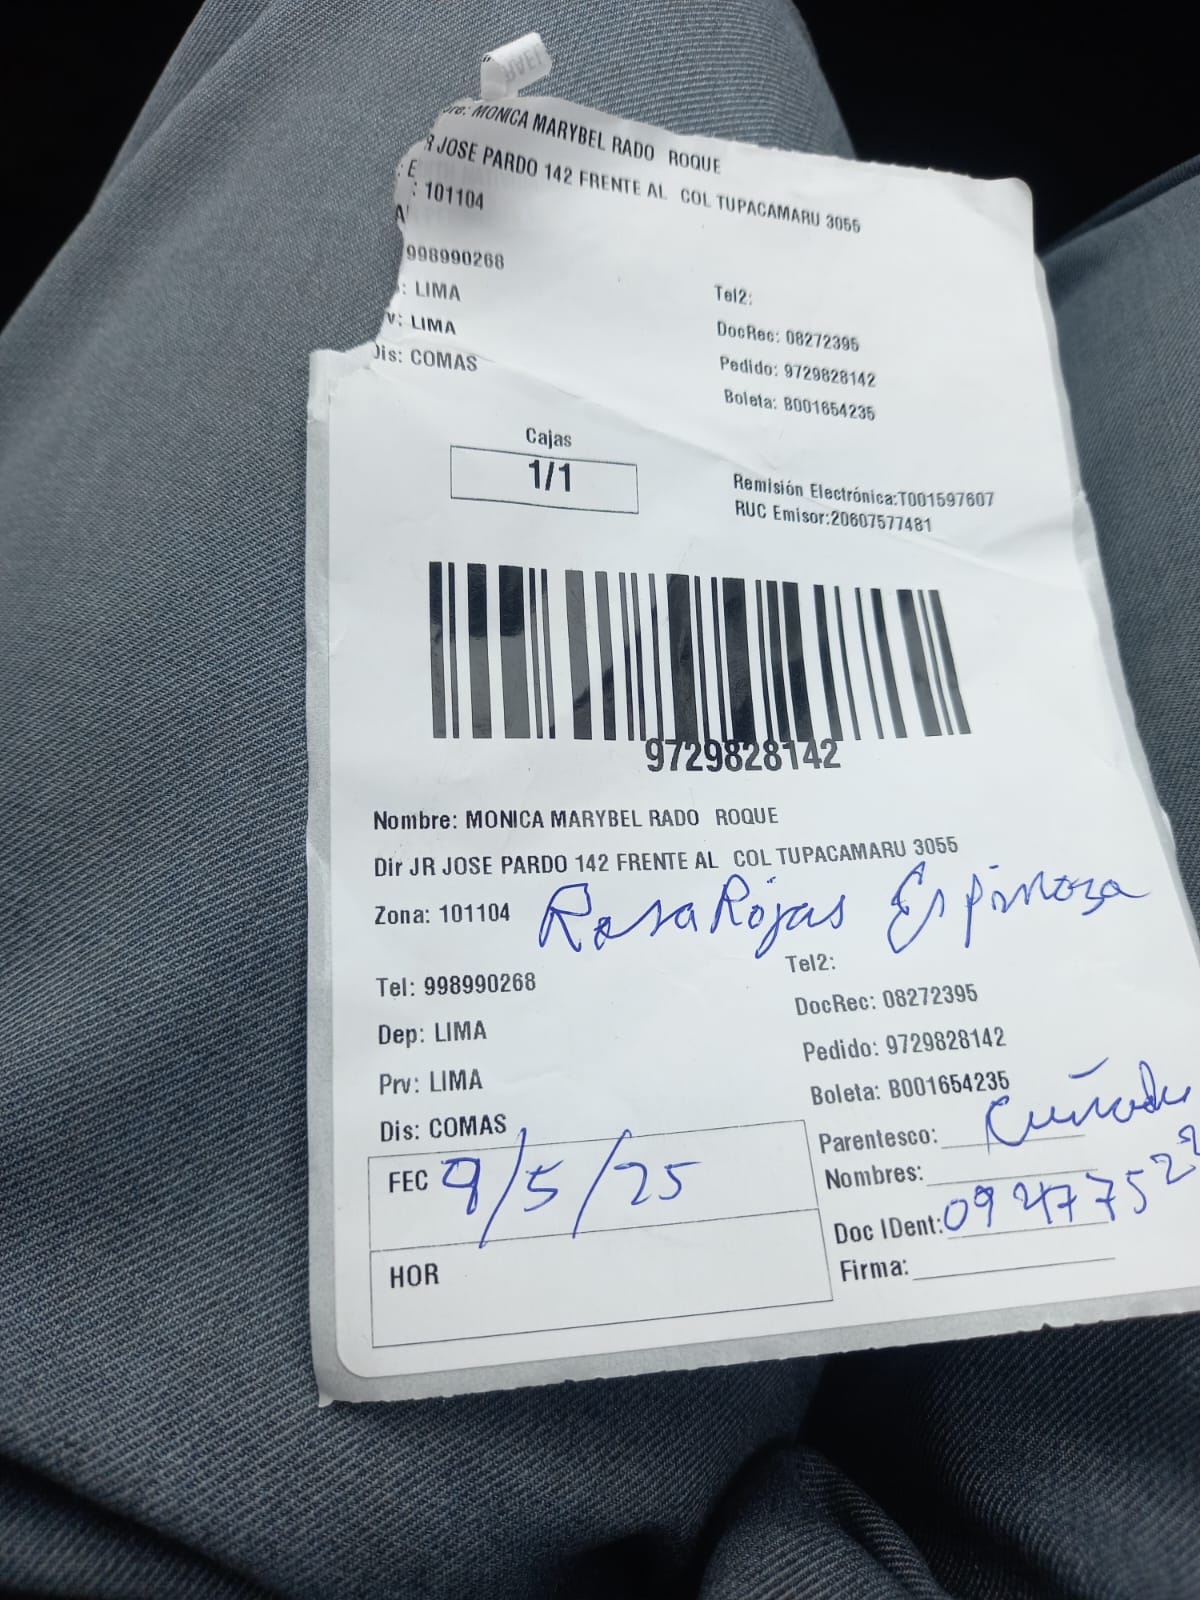 re: MONICA MARYBEL RADO ROQUE
R JOSE PARDO 142 FRENTE AL COL TUPACAMARU 3055
: E
: 101104
998990268
Tel2:
: LIMA
DocRec: 08272395
v: LIMA
Pedido: 9729828142
Dis: COMAS
Boleta: B001654235
Cajas
1/1
Remisión Electrónica:T001597607
RUC Emisor:20607577481
9729828142
Nombre: MONICA MARYBEL RADO ROQUE
Dir JR JOSE PARDO 142 FRENTE AL COL TUPACAMARU 3055
Zona: 101104 Rosa Rojas Espinoza
Tel: 998990268
Tel2:
Dep: LIMA
DocRec: 08272395
Prv: LIMA
Pedido: 9729828142
Dis: COMAS
Boleta: B001654235
Parentesco: Cuñada
FEC 9/5/25
Nombres:
Doc IDent:
HOR
Firma: